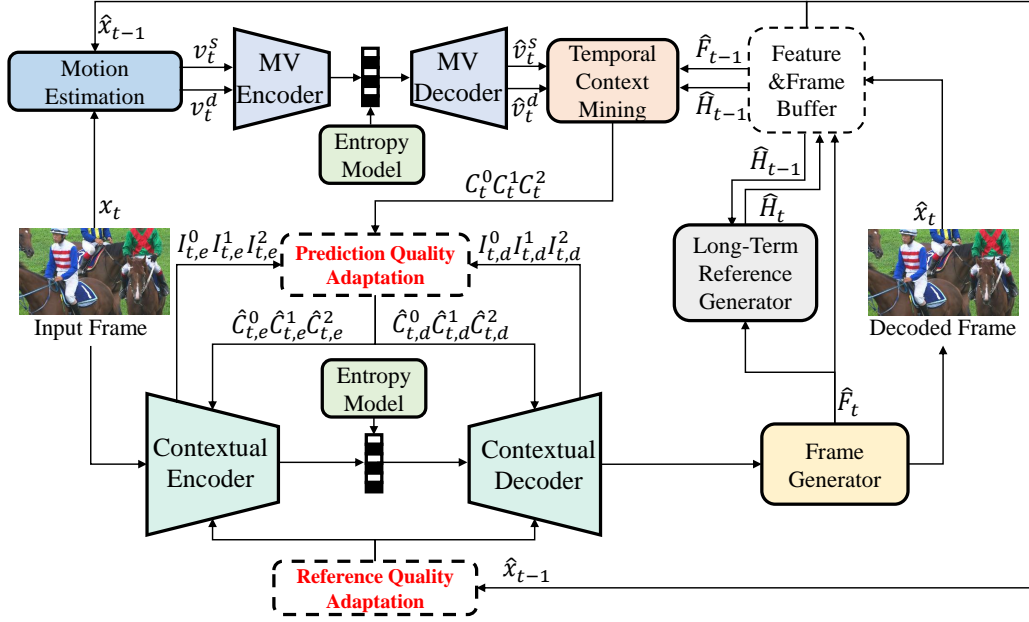 x̂_{t−1}
Motion
Estimation
v_t^s
v_t^d
MV
Encoder
Entropy
Model
MV
Decoder
v̂_t^s
v̂_t^d
Temporal
Context
Mining
F̂_{t−1}
Ĥ_{t−1}
Feature
&Frame
Buffer
Ĥ_{t−1}
Ĥ_t
x_t
C_t^0 C_t^1 C_t^2
I_{t,e}^0 I_{t,e}^1 I_{t,e}^2
Prediction Quality
Adaptation
I_{t,d}^0 I_{t,d}^1 I_{t,d}^2
Long-Term
Reference
Generator
x̂_t
Input Frame
Decoded Frame
Ĉ_{t,e}^0 Ĉ_{t,e}^1 Ĉ_{t,e}^2
Ĉ_{t,d}^0 Ĉ_{t,d}^1 Ĉ_{t,d}^2
Entropy
Model
F̂_t
Contextual
Encoder
Contextual
Decoder
Frame
Generator
Reference Quality
Adaptation
x̂_{t−1}